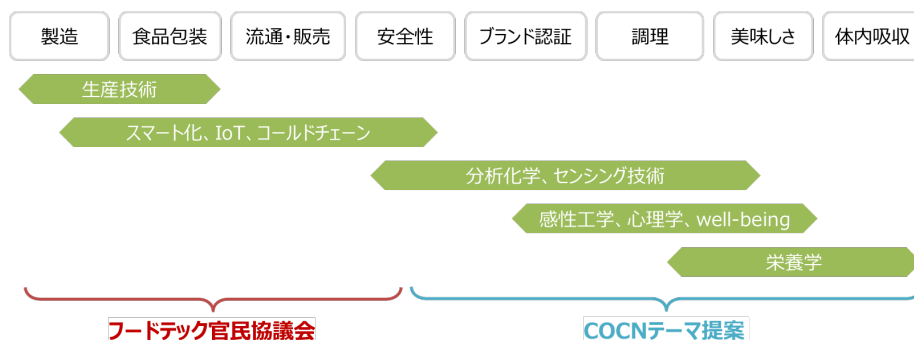 製造 食品包装 流通・販売 安全性 ブランド認証 調理 美味しさ 体内吸収
生産技術
スマート化、IoT、コールドチェーン
分析化学、センシング技術
感性工学、心理学、well-being
栄養学
フードテック官民協議会 COCNテーマ提案